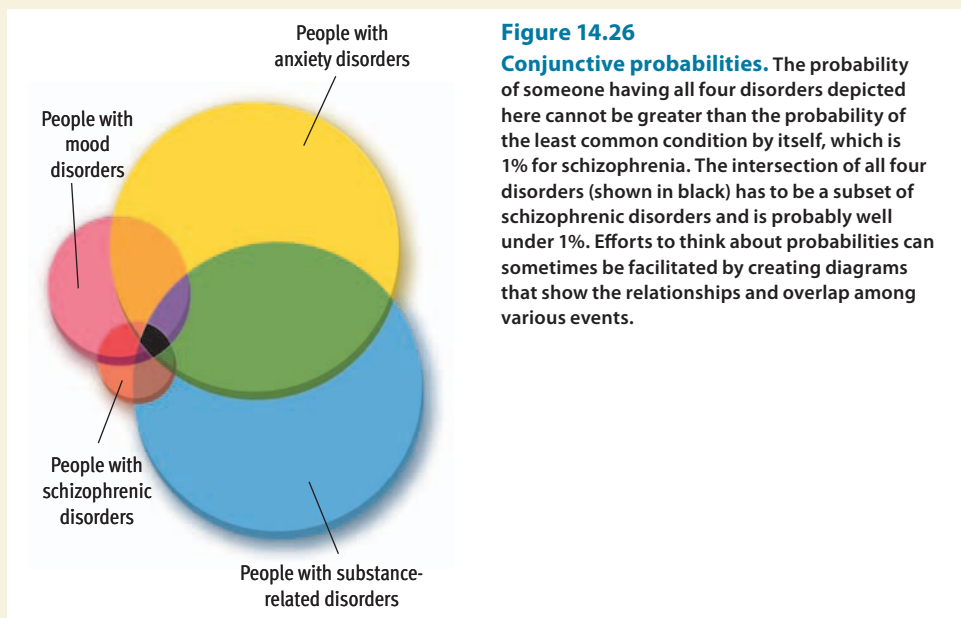 People with
anxiety disorders
People with
mood
disorders
People with
schizophrenic
disorders
People with substance-
related disorders
Figure 14.26
Conjunctive probabilities. The probability
of someone having all four disorders depicted
here cannot be greater than the probability of
the least common condition by itself, which is
1% for schizophrenia. The intersection of all four
disorders (shown in black) has to be a subset of
schizophrenic disorders and is probably well
under 1%. Efforts to think about probabilities can
sometimes be facilitated by creating diagrams
that show the relationships and overlap among
various events.